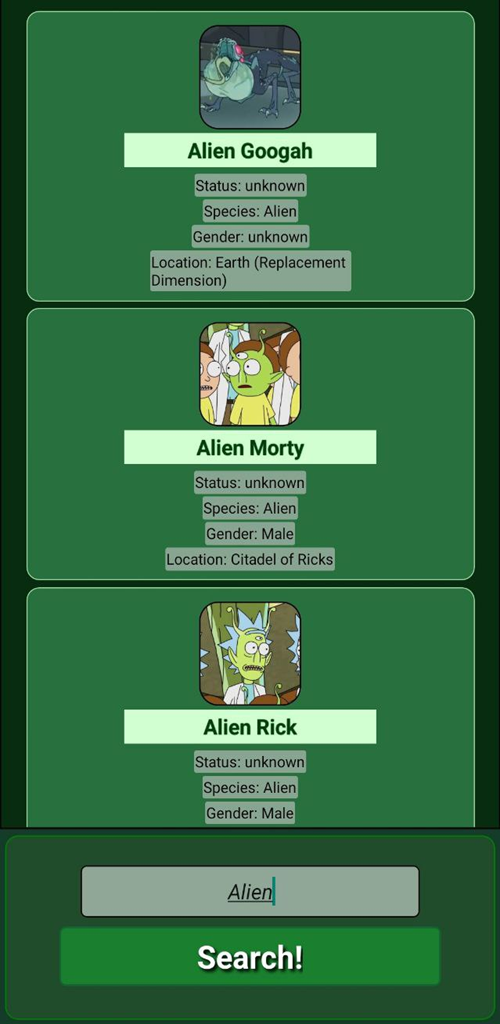 Alien Googah
Status: unknown
Species: Alien
Gender: unknown
Location: Earth (Replacement
Dimension)
Alien Morty
Status: unknown
Species: Alien
Gender: Male
Location: Citadel of Ricks
Alien Rick
Status: unknown
Species: Alien
Gender: Male
Alien
Search!